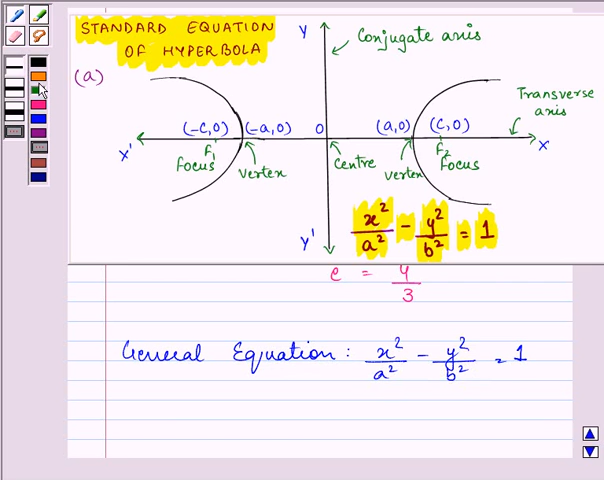 STANDARD EQUATION
OF HYPERBOLA
(a)
Y
Conjugate axis
Transverse
axis
(-C,0) (-a,0) O (a,0) (C,0)
X' F₁ F₂ X
focus vertex Centre vertex focus
Y'
x²/a² - y²/b² = 1
e = 4/3
General Equation: x²/a² - y²/b² = 1